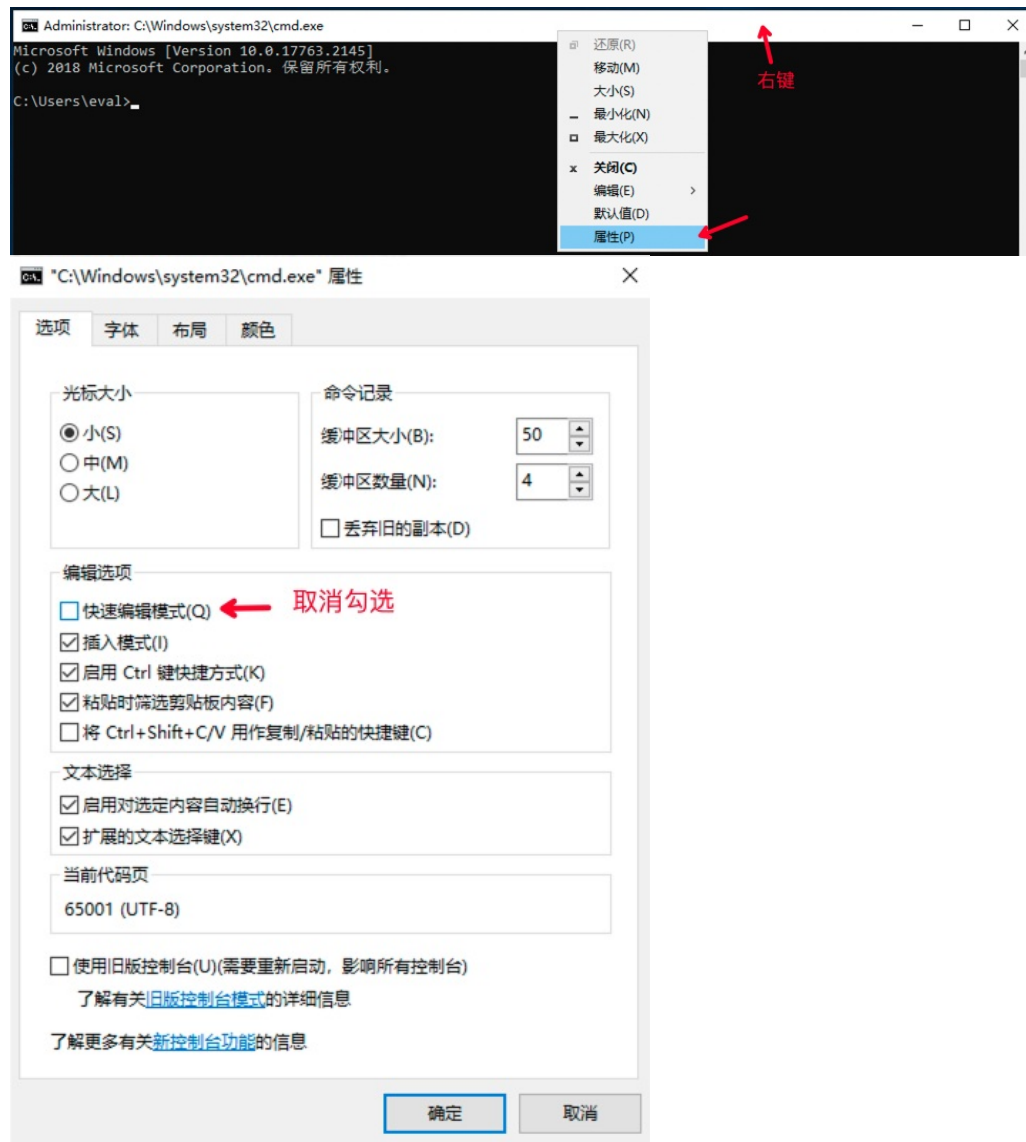 Administrator: C:\Windows\system32\cmd.exe
Microsoft Windows [Version 10.0.17763.2145]
(c) 2018 Microsoft Corporation。保留所有权利。
C:\Users\eval>
还原(R)
移动(M)
大小(S)
最小化(N)
最大化(X)
关闭(C)
编辑(E)
默认值(D)
属性(P)
右键
"C:\Windows\system32\cmd.exe" 属性
选项 字体 布局 颜色
光标大小
小(S)
中(M)
大(L)
命令记录
缓冲区大小(B): 50
缓冲区数量(N): 4
丢弃旧的副本(D)
编辑选项
快速编辑模式(Q) 取消勾选
插入模式(I)
启用 Ctrl 键快捷方式(K)
粘贴时筛选剪贴板内容(F)
将 Ctrl+Shift+C/V 用作复制/粘贴的快捷键(C)
文本选择
启用对选定内容自动换行(E)
扩展的文本选择键(X)
当前代码页
65001 (UTF-8)
使用旧版控制台(U)(需要重新启动，影响所有控制台)
了解有关旧版控制台模式的详细信息
了解更多有关新控制台功能的信息
确定 取消